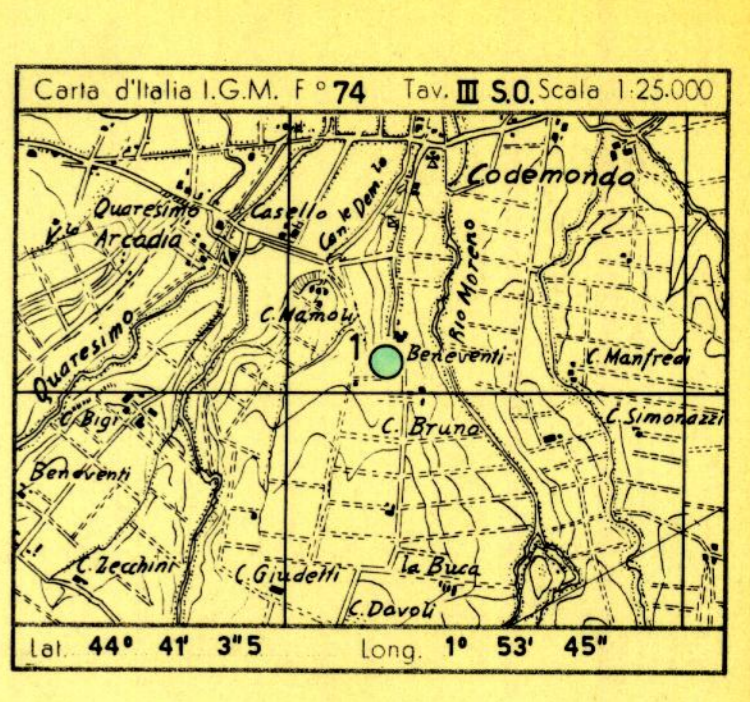 Carta d'Italia I.G.M. F° 74 Tav. III S.O. Scala 1:25.000
Codemondo
Quaresimo
Arcadia
Casello
Can.le Dem.le
V.la
Rio Moreno
C. Mamoli
Quaresimo
1
Beneventi
C. Manfredi
C. Bigi
C. Bruna
C. Simonazzi
Beneventi
C. Zecchini
C. Giudetti
la Buca
C. Davoli
Lat. 44° 41' 3"5 Long. 1° 53' 45"